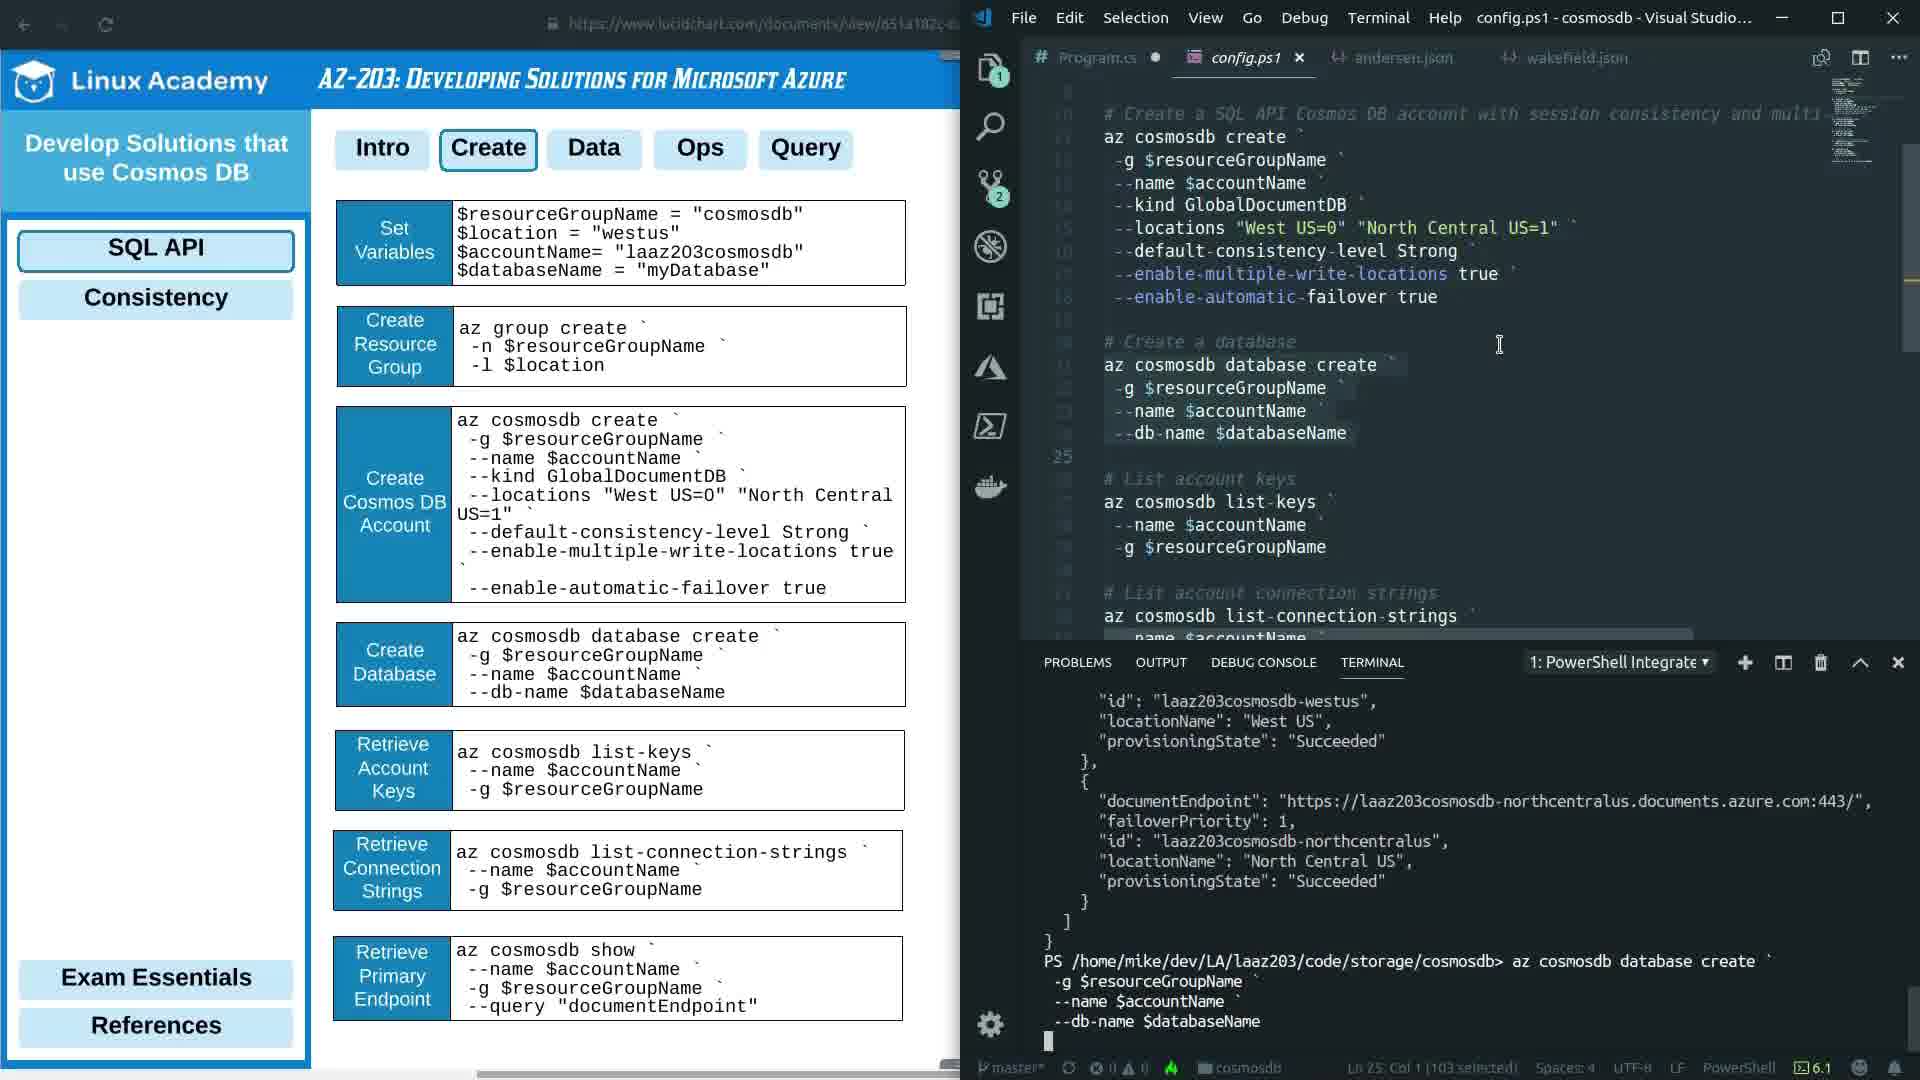 https://www.lucidchart.com/documents/view/
Linux Academy
AZ-203: Developing Solutions for Microsoft Azure
Develop Solutions that
use Cosmos DB
SQL API
Consistency
Exam Essentials
References
Intro
Create
Data
Ops
Query
Set
Variables
$resourceGroupName = "cosmosdb"
$location = "westus"
$accountName= "laaz203cosmosdb"
$databaseName = "myDatabase"
Create
Resource
Group
az group create `
-n $resourceGroupName `
-l $location
Create
Cosmos DB
Account
az cosmosdb create `
-g $resourceGroupName `
--name $accountName `
--kind GlobalDocumentDB `
--locations "West US=0" "North Central
US=1" `
--default-consistency-level Strong `
--enable-multiple-write-locations true
`
--enable-automatic-failover true
Create
Database
az cosmosdb database create `
-g $resourceGroupName `
--name $accountName `
--db-name $databaseName
Retrieve
Account
Keys
az cosmosdb list-keys `
--name $accountName `
-g $resourceGroupName
Retrieve
Connection
Strings
az cosmosdb list-connection-strings `
--name $accountName `
-g $resourceGroupName
Retrieve
Primary
Endpoint
az cosmosdb show `
--name $accountName `
-g $resourceGroupName `
--query "documentEndpoint"
File Edit Selection View Go Debug Terminal Help config.ps1 - cosmosdb - Visual Studio...
Program.cs config.ps1 andersen.json wakefield.json
1
2
# Create a SQL API Cosmos DB account with session consistency and multi-
az cosmosdb create `
-g $resourceGroupName `
--name $accountName `
--kind GlobalDocumentDB `
--locations "West US=0" "North Central US=1" `
--default-consistency-level Strong `
--enable-multiple-write-locations true `
--enable-automatic-failover true
# Create a database
az cosmosdb database create `
-g $resourceGroupName `
--name $accountName `
--db-name $databaseName
25
# List account keys
az cosmosdb list-keys `
--name $accountName `
-g $resourceGroupName
# List account connection strings
az cosmosdb list-connection-strings `
--name $accountName `
PROBLEMS OUTPUT DEBUG CONSOLE TERMINAL 1: PowerShell Integrate
"id": "laaz203cosmosdb-westus",
"locationName": "West US",
"provisioningState": "Succeeded"
},
{
"documentEndpoint": "https://laaz203cosmosdb-northcentralus.documents.azure.com:443/",
"failoverPriority": 1,
"id": "laaz203cosmosdb-northcentralus",
"locationName": "North Central US",
"provisioningState": "Succeeded"
}
]
}
PS /home/mike/dev/LA/laaz203/code/storage/cosmosdb> az cosmosdb database create `
-g $resourceGroupName `
--name $accountName `
--db-name $databaseName
master* 0 0 cosmosdb Ln 25, Col 1 (103 selected) Spaces: 4 UTF-8 LF PowerShell 6.1